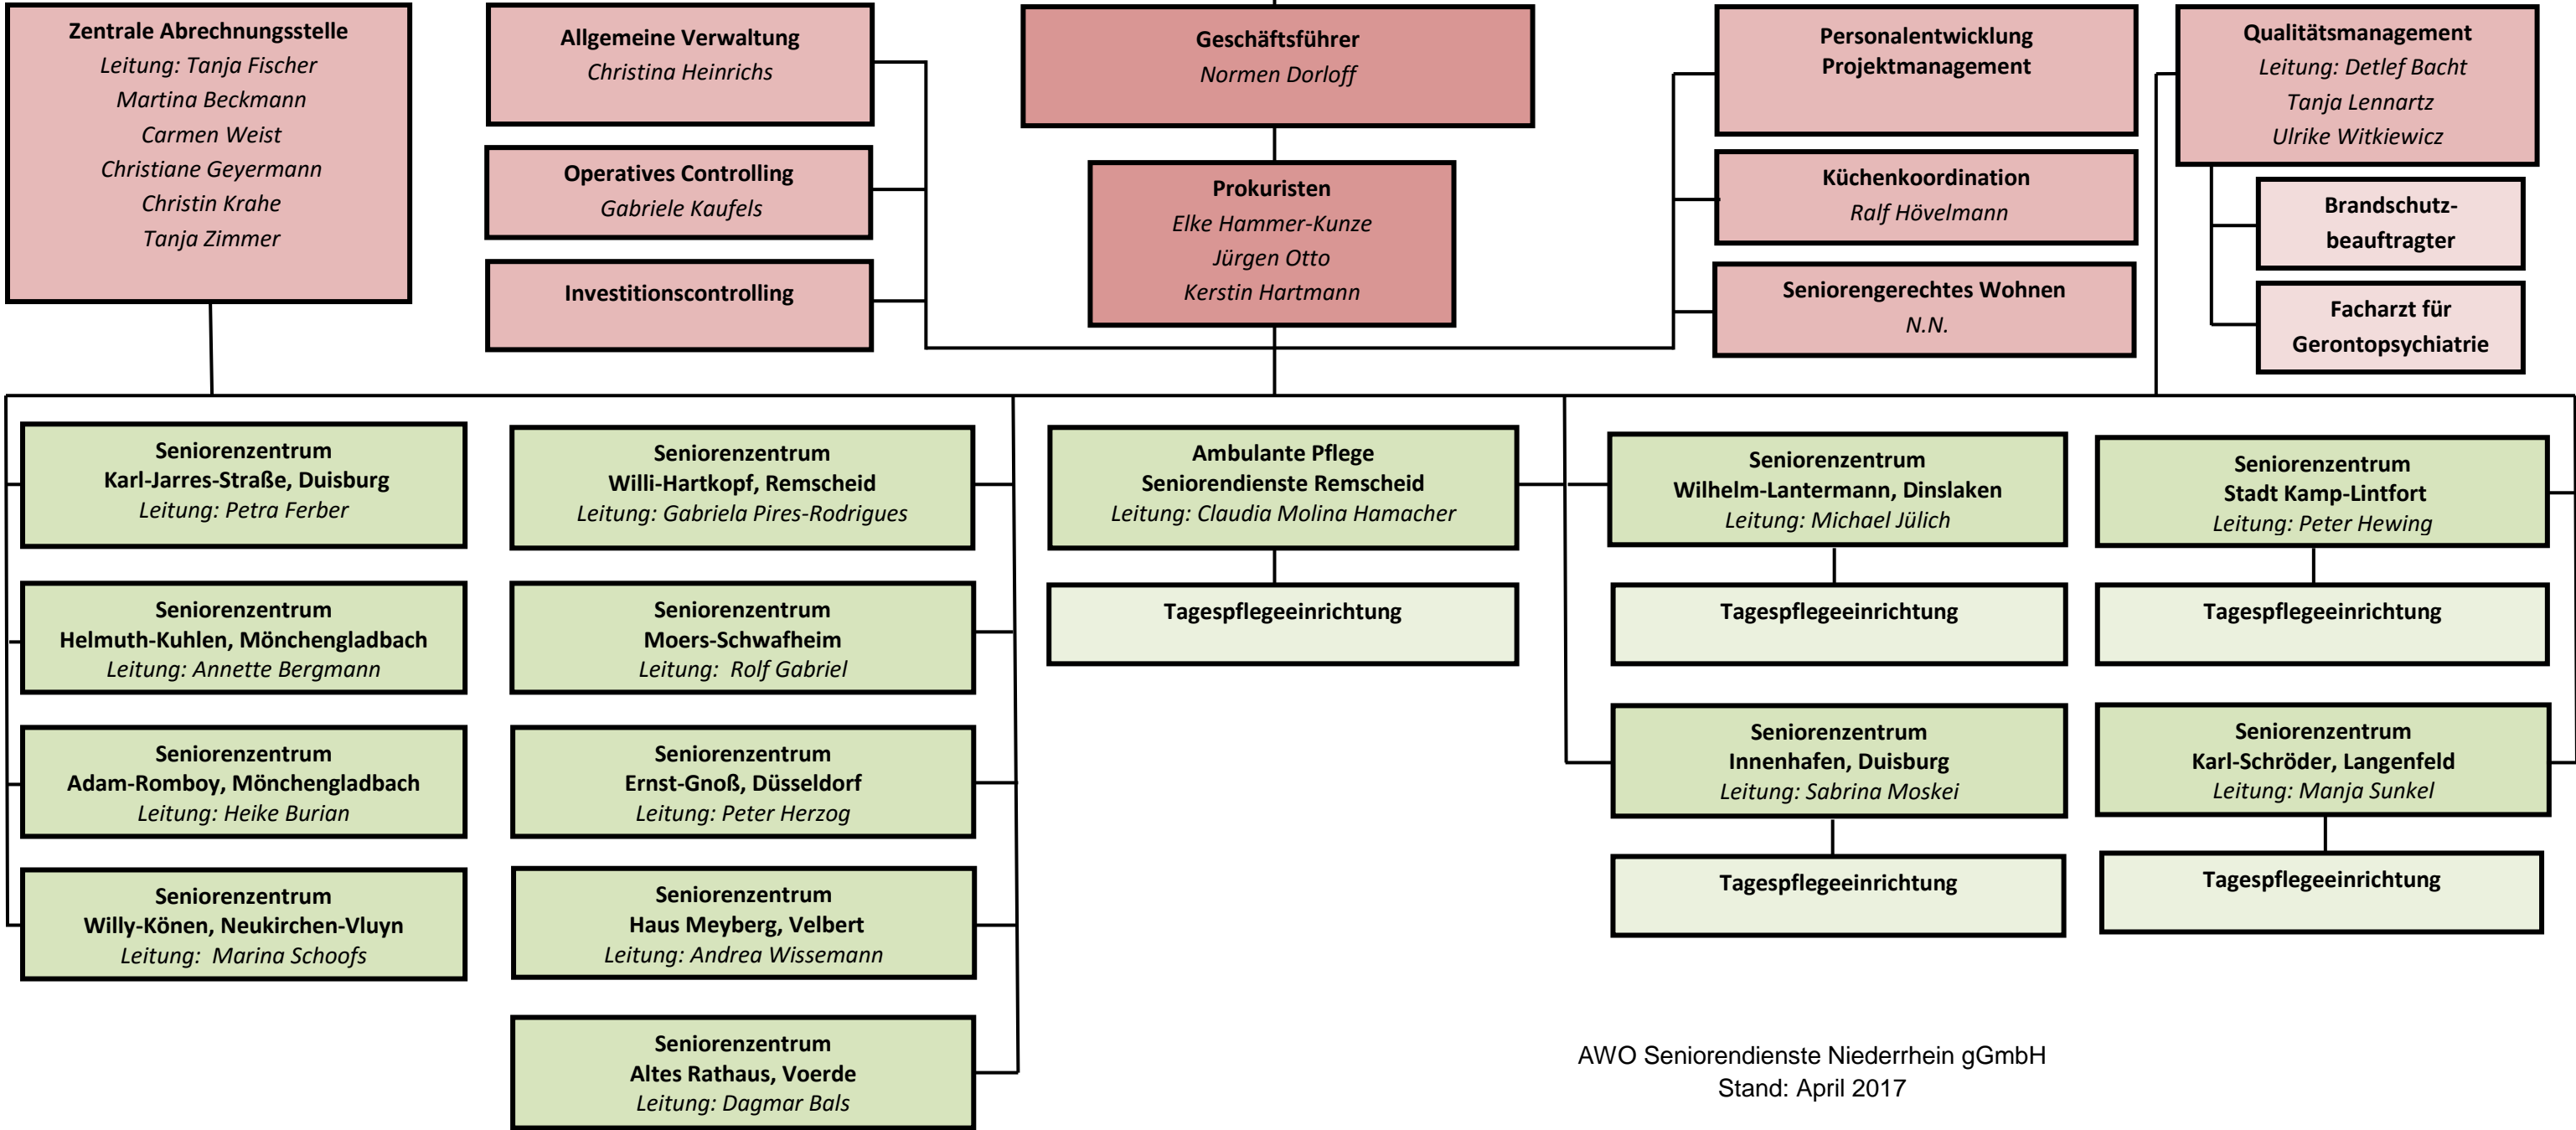 Zentrale Abrechnungsstelle
Leitung: Tanja Fischer
Martina Beckmann
Carmen Weist
Christiane Geyermann
Christin Krahe
Tanja Zimmer
Allgemeine Verwaltung
Christina Heinrichs
Operatives Controlling
Gabriele Kaufels
Investitionscontrolling
Geschäftsführer
Normen Dorloff
Prokuristen
Elke Hammer-Kunze
Jürgen Otto
Kerstin Hartmann
Personalentwicklung
Projektmanagement
Küchenkoordination
Ralf Hövelmann
Seniorengerechtes Wohnen
N.N.
Qualitätsmanagement
Leitung: Detlef Bacht
Tanja Lennartz
Ulrike Witkiewicz
Brandschutz-
beauftragter
Facharzt für
Gerontopsychiatrie
Seniorenzentrum
Karl-Jarres-Straße, Duisburg
Leitung: Petra Ferber
Seniorenzentrum
Helmuth-Kuhlen, Mönchengladbach
Leitung: Annette Bergmann
Seniorenzentrum
Adam-Romboy, Mönchengladbach
Leitung: Heike Burian
Seniorenzentrum
Willy-Könen, Neukirchen-Vluyn
Leitung: Marina Schoofs
Seniorenzentrum
Willi-Hartkopf, Remscheid
Leitung: Gabriela Pires-Rodrigues
Seniorenzentrum
Moers-Schwafheim
Leitung: Rolf Gabriel
Seniorenzentrum
Ernst-Gnoß, Düsseldorf
Leitung: Peter Herzog
Seniorenzentrum
Haus Meyberg, Velbert
Leitung: Andrea Wissemann
Seniorenzentrum
Altes Rathaus, Voerde
Leitung: Dagmar Bals
Ambulante Pflege
Seniorendienste Remscheid
Leitung: Claudia Molina Hamacher
Tagespflegeeinrichtung
Seniorenzentrum
Wilhelm-Lantermann, Dinslaken
Leitung: Michael Jülich
Tagespflegeeinrichtung
Seniorenzentrum
Innenhafen, Duisburg
Leitung: Sabrina Moskei
Tagespflegeeinrichtung
Seniorenzentrum
Stadt Kamp-Lintfort
Leitung: Peter Hewing
Tagespflegeeinrichtung
Seniorenzentrum
Karl-Schröder, Langenfeld
Leitung: Manja Sunkel
Tagespflegeeinrichtung
AWO Seniorendienste Niederrhein gGmbH
Stand: April 2017